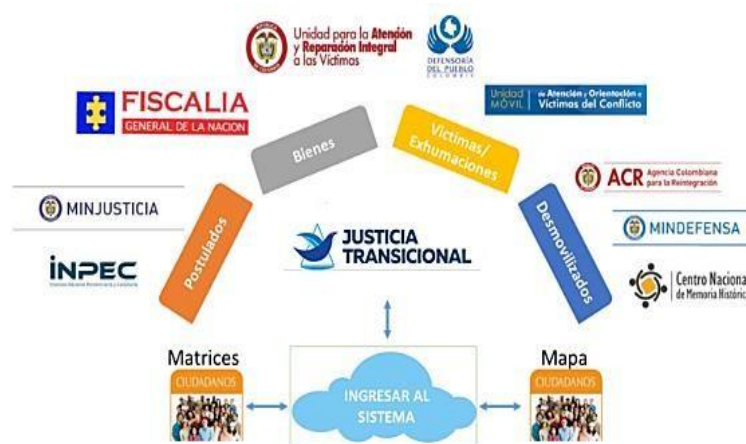 Unidad para la Atención
y Reparación Integral
a las Víctimas
DEFENSORÍA
DEL PUEBLO
COLOMBIA
FISCALIA
GENERAL DE LA NACION
Unidad
MÓVIL
de Atención y Orientación a
Víctimas del Conflicto
Bienes
Víctimas/
Exhumaciones
ACR
Agencia Colombiana
para la Reintegración
MINJUSTICIA
Postulados
Desmovilizados
MINDEFENSA
JUSTICIA
TRANSICIONAL
INPEC
Centro Nacional
de Memoria Históric
Matrices
Mapa
CIUDADANOS
INGRESAR AL
SISTEMA
CIUDADANOS